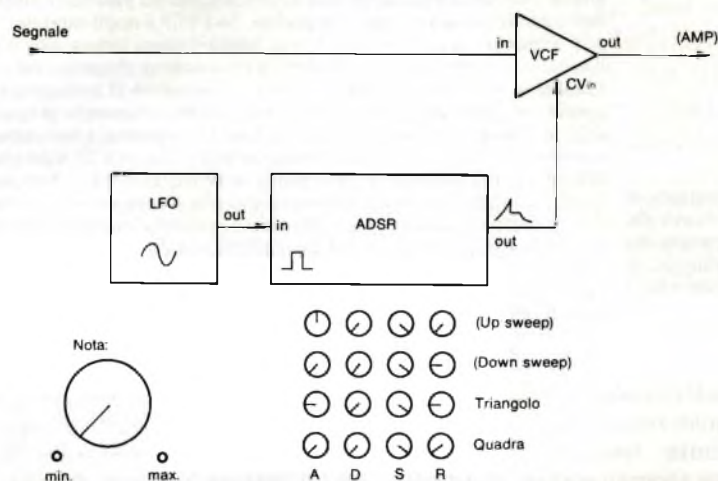 Segnale
in
VCF
out
(AMP)
CVin
LFO
out
in
ADSR
out
(Up sweep)
Nota:
(Down sweep)
Triangolo
Quadra
min.
max.
A D S R